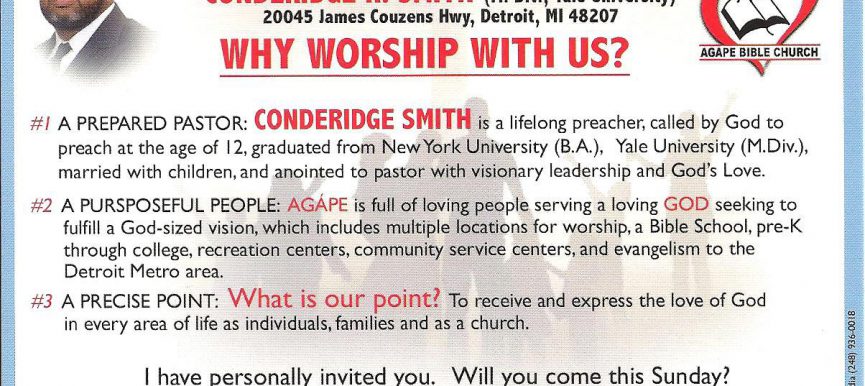 20045 James Couzens Hwy, Detroit, MI 48207
WHY WORSHIP WITH US?
AGAPE BIBLE CHURCH
#1 A PREPARED PASTOR: CONDERIDGE SMITH is a lifelong preacher, called by God to
preach at the age of 12, graduated from New York University (B.A.), Yale University (M.Div.),
married with children, and anointed to pastor with visionary leadership and God's Love.
#2 A PURSPOSEFUL PEOPLE: AGÁPE is full of loving people serving a loving GOD seeking to
fulfill a God-sized vision, which includes multiple locations for worship, a Bible School, pre-K
through college, recreation centers, community service centers, and evangelism to the
Detroit Metro area.
#3 A PRECISE POINT: What is our point? To receive and express the love of God
in every area of life as individuals, families and as a church.
I have personally invited you. Will you come this Sunday?
(248) 936-0018